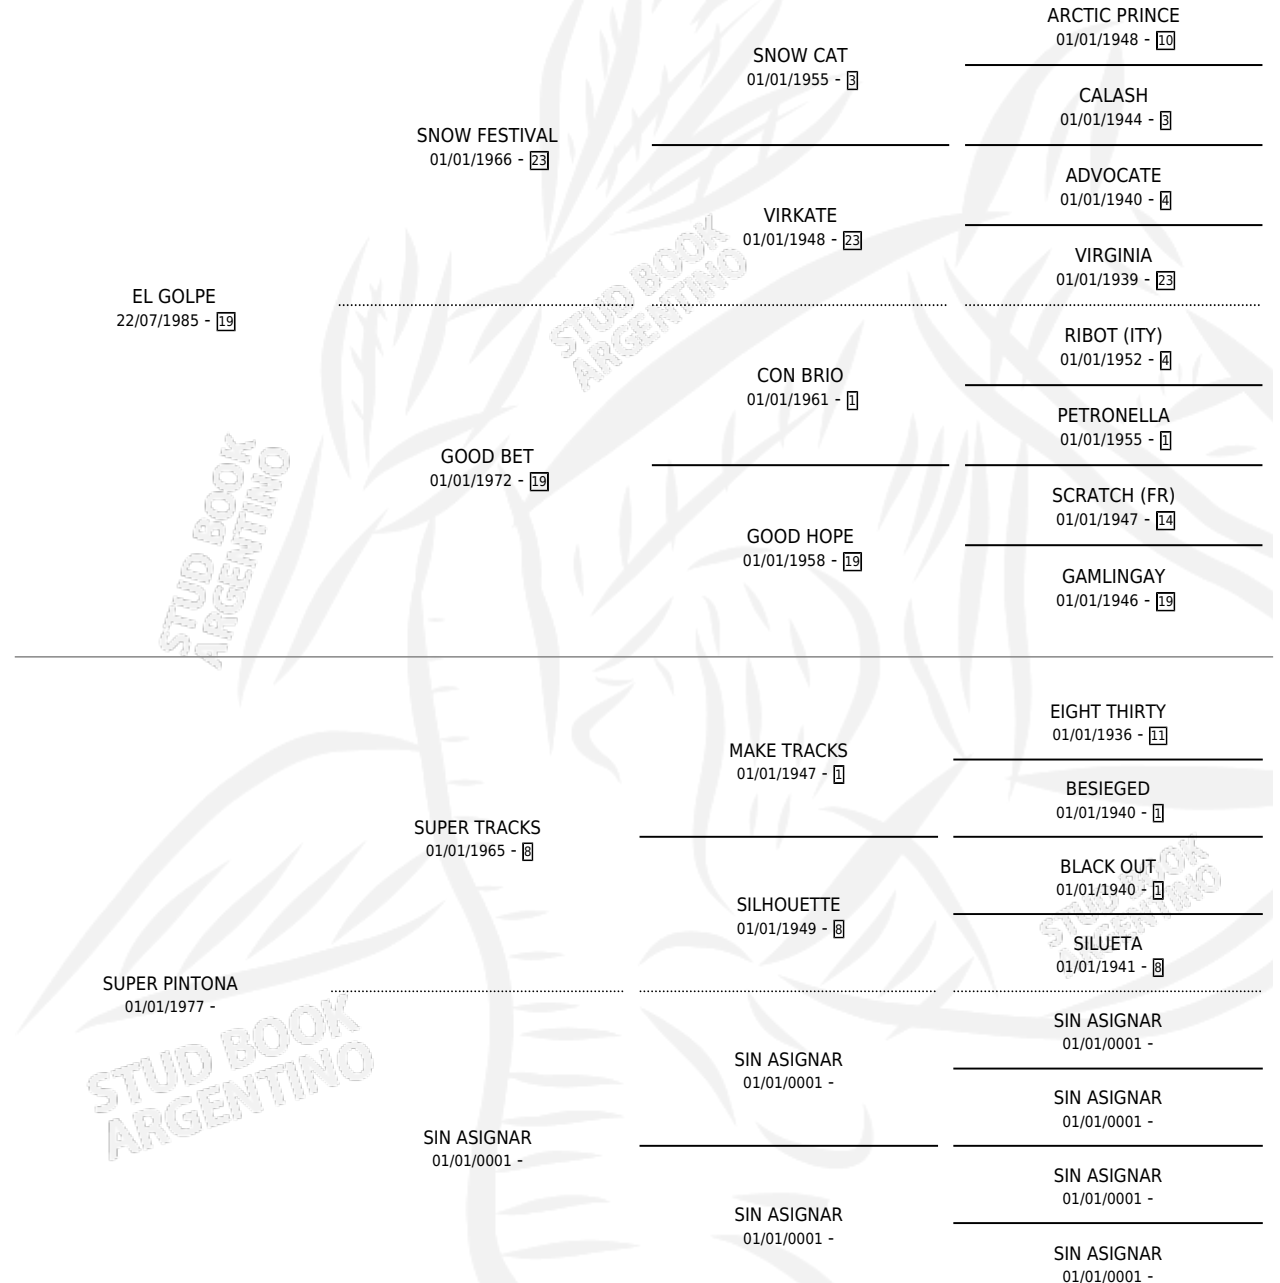 ARCTIC PRINCE
01/01/1948 - 10
SNOW CAT
01/01/1955 - 3
CALASH
01/01/1944 - 3
SNOW FESTIVAL
01/01/1966 - 23
ADVOCATE
01/01/1940 - 4
VIRKATE
01/01/1948 - 23
VIRGINIA
01/01/1939 - 23
EL GOLPE
22/07/1985 - 19
RIBOT (ITY)
01/01/1952 - 4
CON BRIO
01/01/1961 - 1
PETRONELLA
01/01/1955 - 1
GOOD BET
01/01/1972 - 19
SCRATCH (FR)
01/01/1947 - 14
GOOD HOPE
01/01/1958 - 19
GAMLINGAY
01/01/1946 - 19
STUD BOOK
ARGENTINO
STUD BOOK
ARGENTINO
EIGHT THIRTY
01/01/1936 - 11
MAKE TRACKS
01/01/1947 - 1
BESIEGED
01/01/1940 - 1
SUPER TRACKS
01/01/1965 - 8
BLACK OUT
01/01/1940 - 1
SILHOUETTE
01/01/1949 - 8
SILUETA
01/01/1941 - 8
SUPER PINTONA
01/01/1977 -
SIN ASIGNAR
01/01/0001 -
SIN ASIGNAR
01/01/0001 -
SIN ASIGNAR
01/01/0001 -
SIN ASIGNAR
01/01/0001 -
SIN ASIGNAR
01/01/0001 -
SIN ASIGNAR
01/01/0001 -
SIN ASIGNAR
01/01/0001 -
STUD BOOK
ARGENTINO
STUD BOOK
ARGENTINO